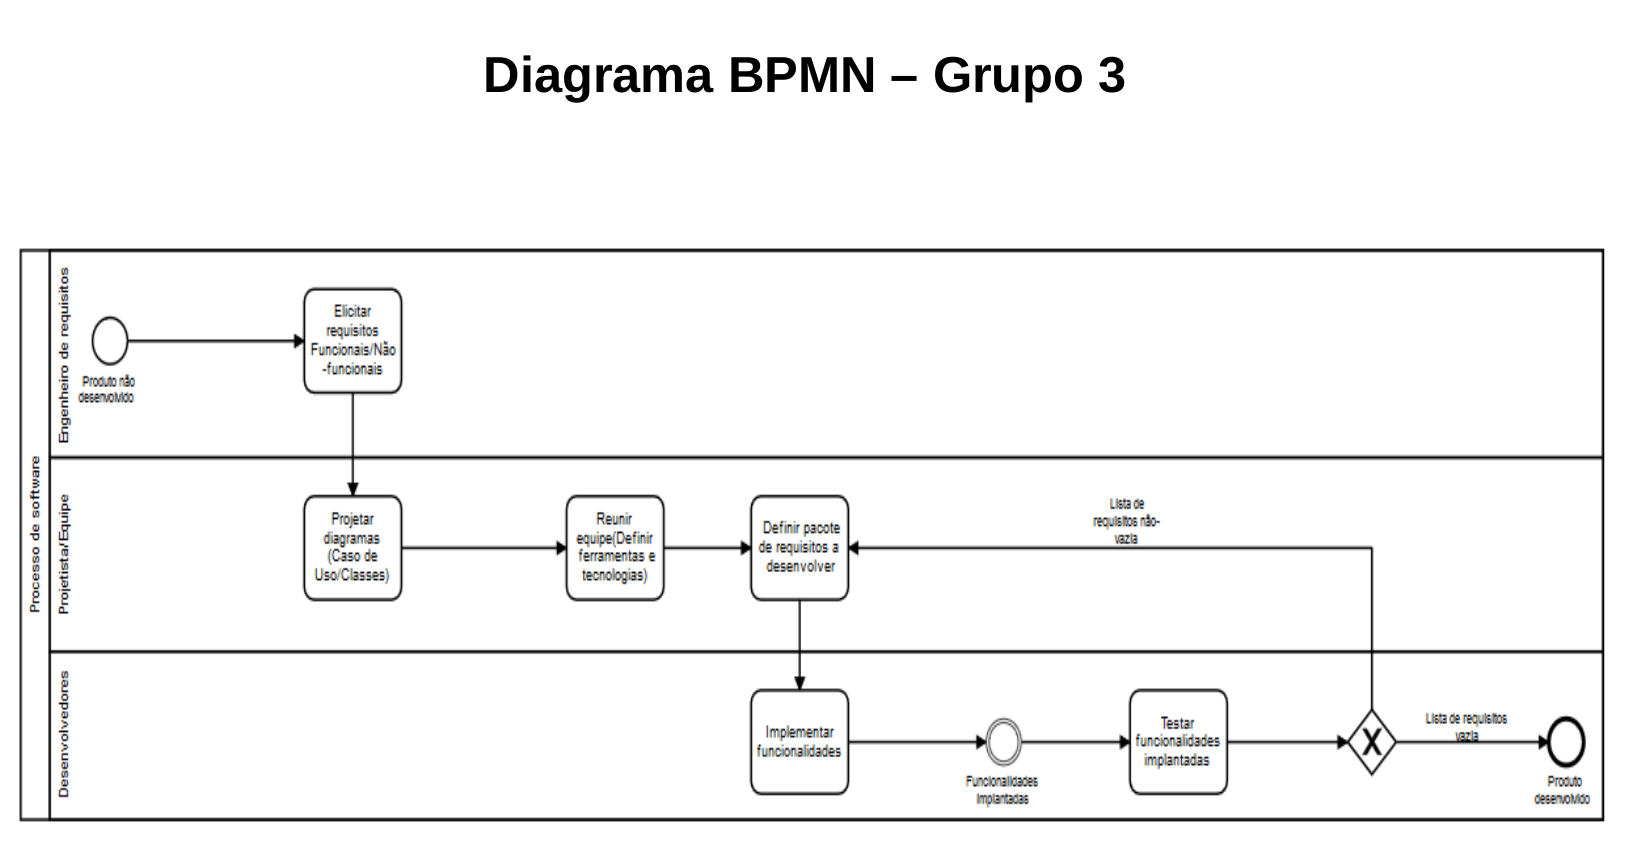 Diagrama BPMN – Grupo 3
Processo de software
Engenheiro de requisitos
Produto não
desenvolvido
Elicitar
requisitos
Funcionais/Não
-funcionais
Projetista/Equipe
Projetar
diagramas
(Caso de
Uso/Classes)
Reunir
equipe(Definir
ferramentas e
tecnologias)
Definir pacote
de requisitos a
desenvolver
Lista de
requisitos não-
vazia
Desenvolvedores
Implementar
funcionalidades
Funcionalidades
Implantadas
Testar
funcionalidades
implantadas
X
Lista de requisitos
vazia
Produto
desenvolvido